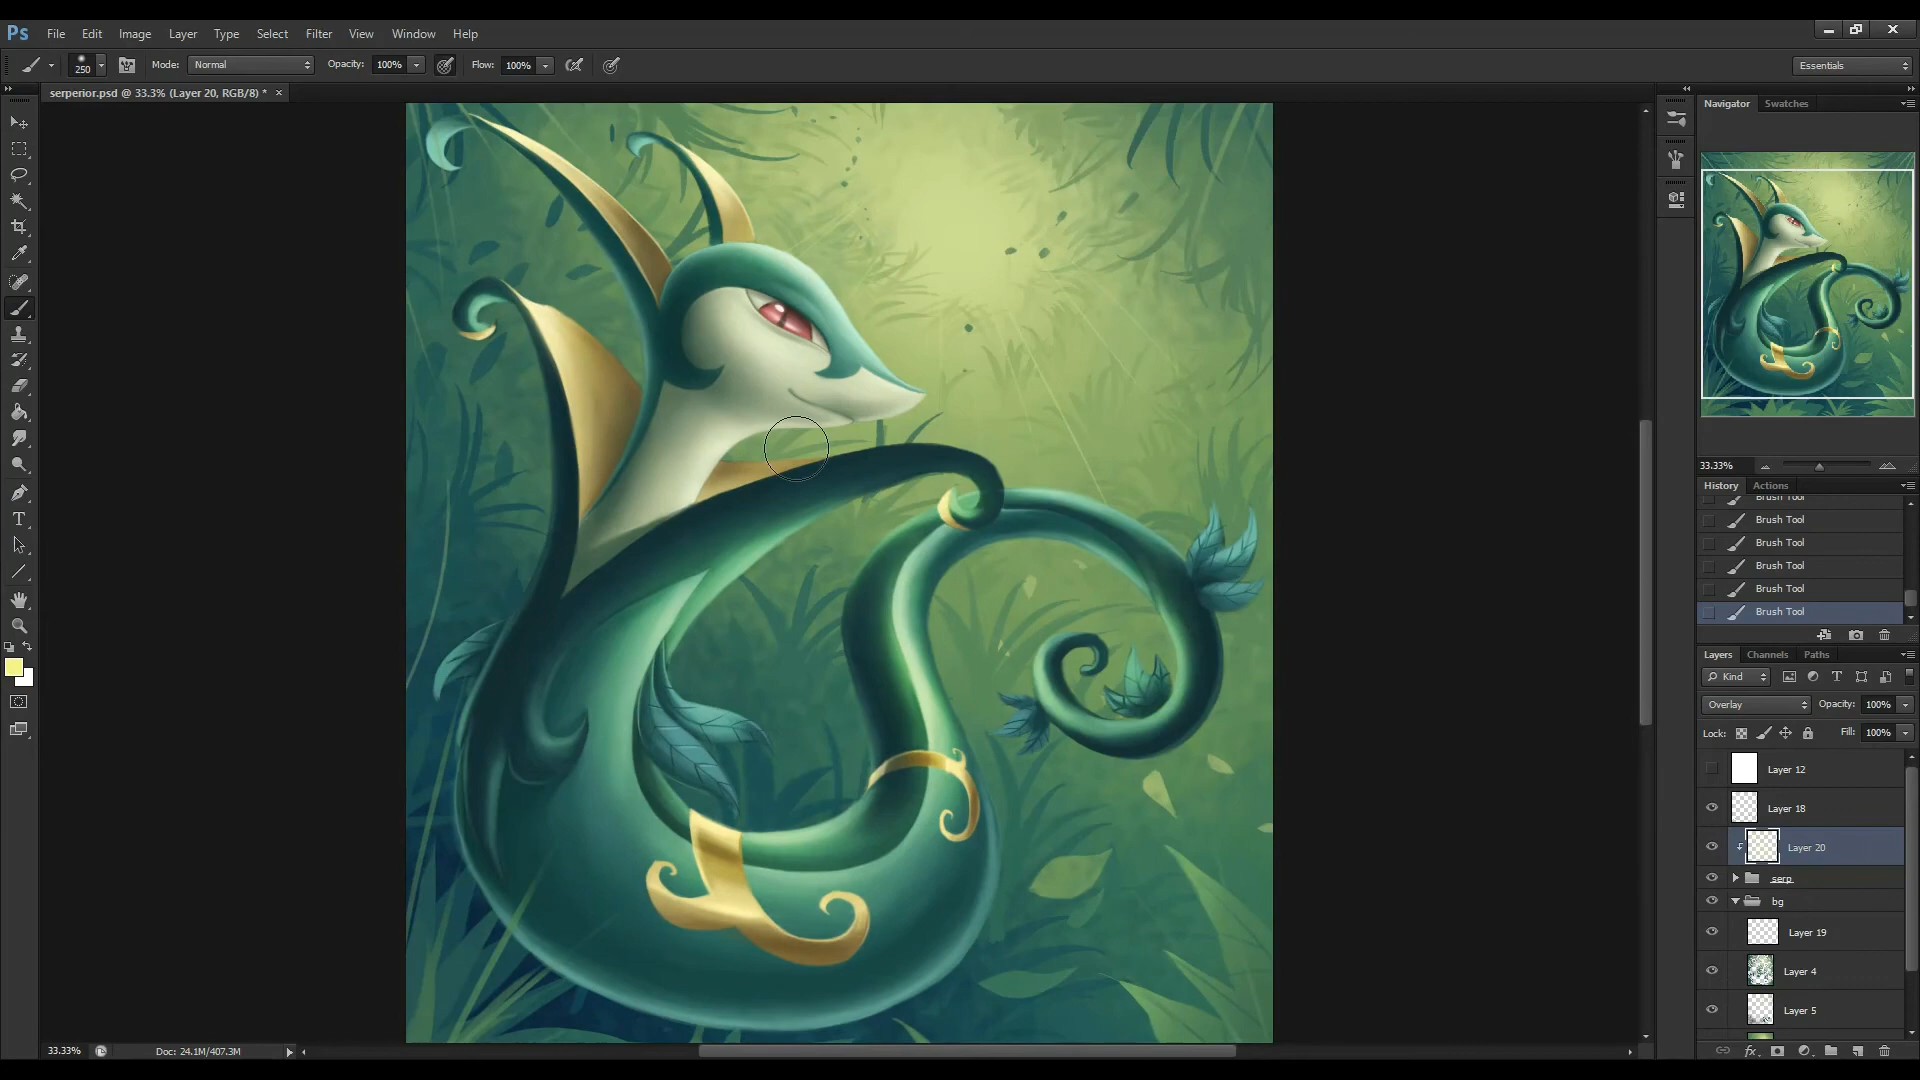 Ps File Edit Image Layer Type Select Filter View Window Help
250 Mode: Normal Opacity: 100% Flow: 100% Essentials
serperior.psd @ 33.3% (Layer 20, RGB/8) * ×
Navigator Swatches
33.33%
History Actions
Brush Tool
Brush Tool
Brush Tool
Brush Tool
Brush Tool
Brush Tool
Layers Channels Paths
Kind
Overlay Opacity: 100%
Lock: Fill: 100%
Layer 12
Layer 18
Layer 20
serp
bg
Layer 19
Layer 4
Layer 5
33.33% Doc: 24.1M/407.3M
fx